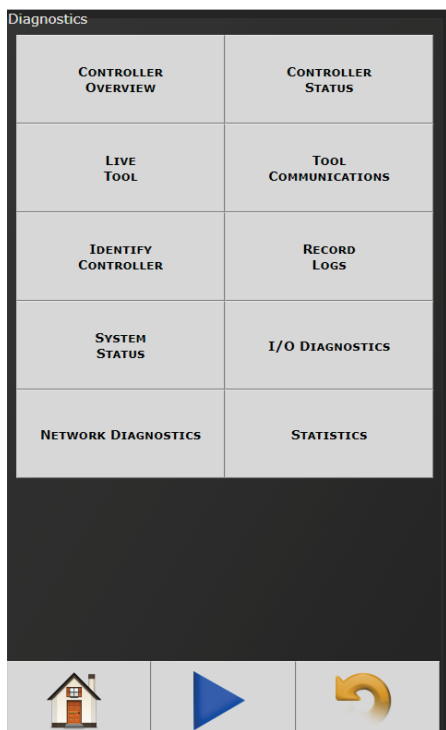 Diagnostics
CONTROLLER
OVERVIEW
CONTROLLER
STATUS
LIVE
TOOL
TOOL
COMMUNICATIONS
IDENTIFY
CONTROLLER
RECORD
LOGS
SYSTEM
STATUS
I/O DIAGNOSTICS
NETWORK DIAGNOSTICS
STATISTICS